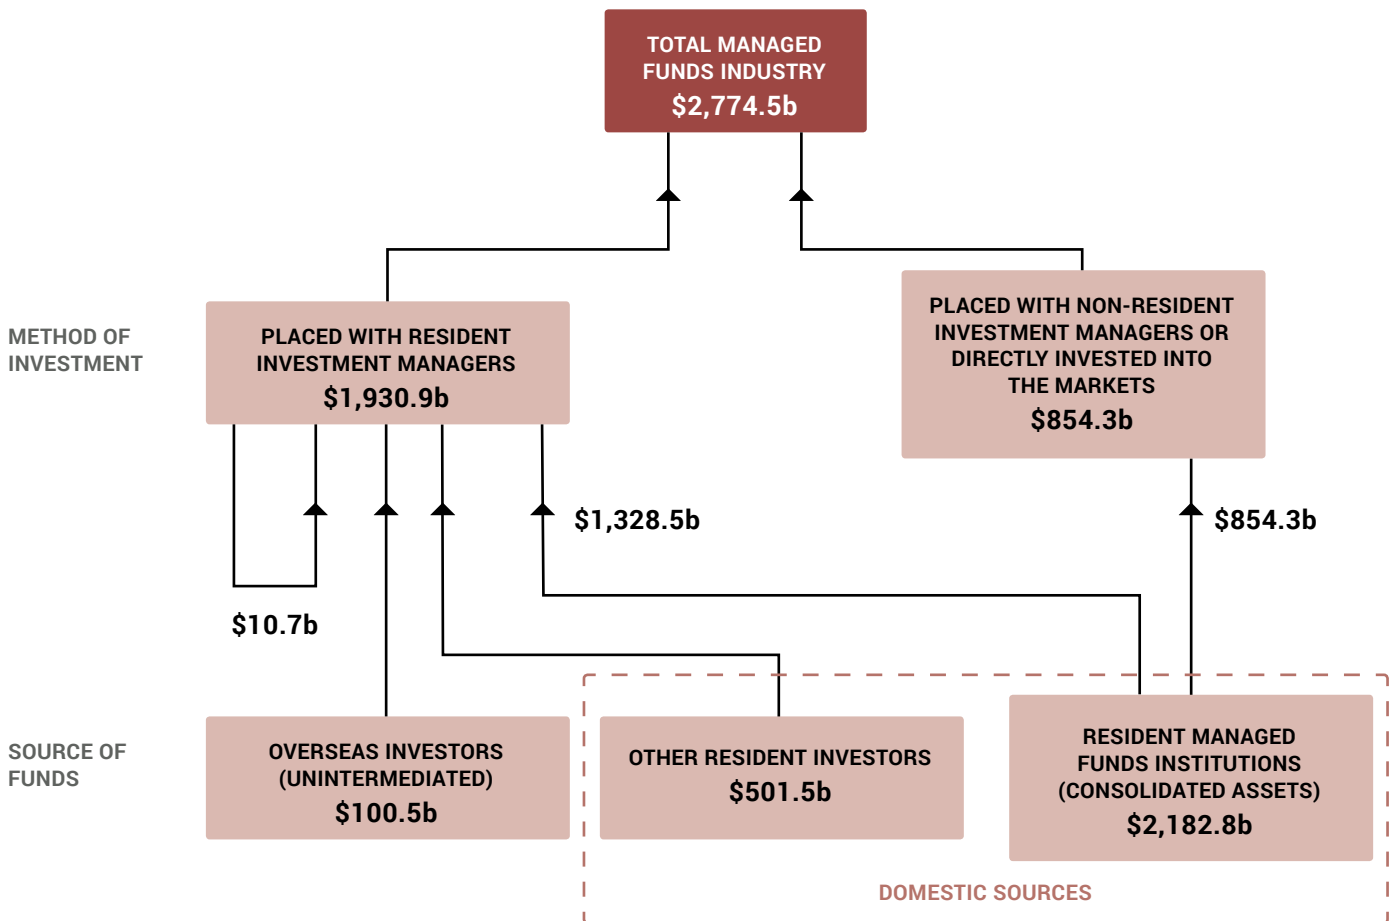 TOTAL MANAGED
FUNDS INDUSTRY
$2,774.5b
METHOD OF
INVESTMENT
PLACED WITH RESIDENT
INVESTMENT MANAGERS
$1,930.9b
PLACED WITH NON-RESIDENT
INVESTMENT MANAGERS OR
DIRECTLY INVESTED INTO
THE MARKETS
$854.3b
$1,328.5b
$854.3b
$10.7b
SOURCE OF
FUNDS
OVERSEAS INVESTORS
(UNINTERMEDIATED)
$100.5b
OTHER RESIDENT INVESTORS
$501.5b
RESIDENT MANAGED
FUNDS INSTITUTIONS
(CONSOLIDATED ASSETS)
$2,182.8b
DOMESTIC SOURCES